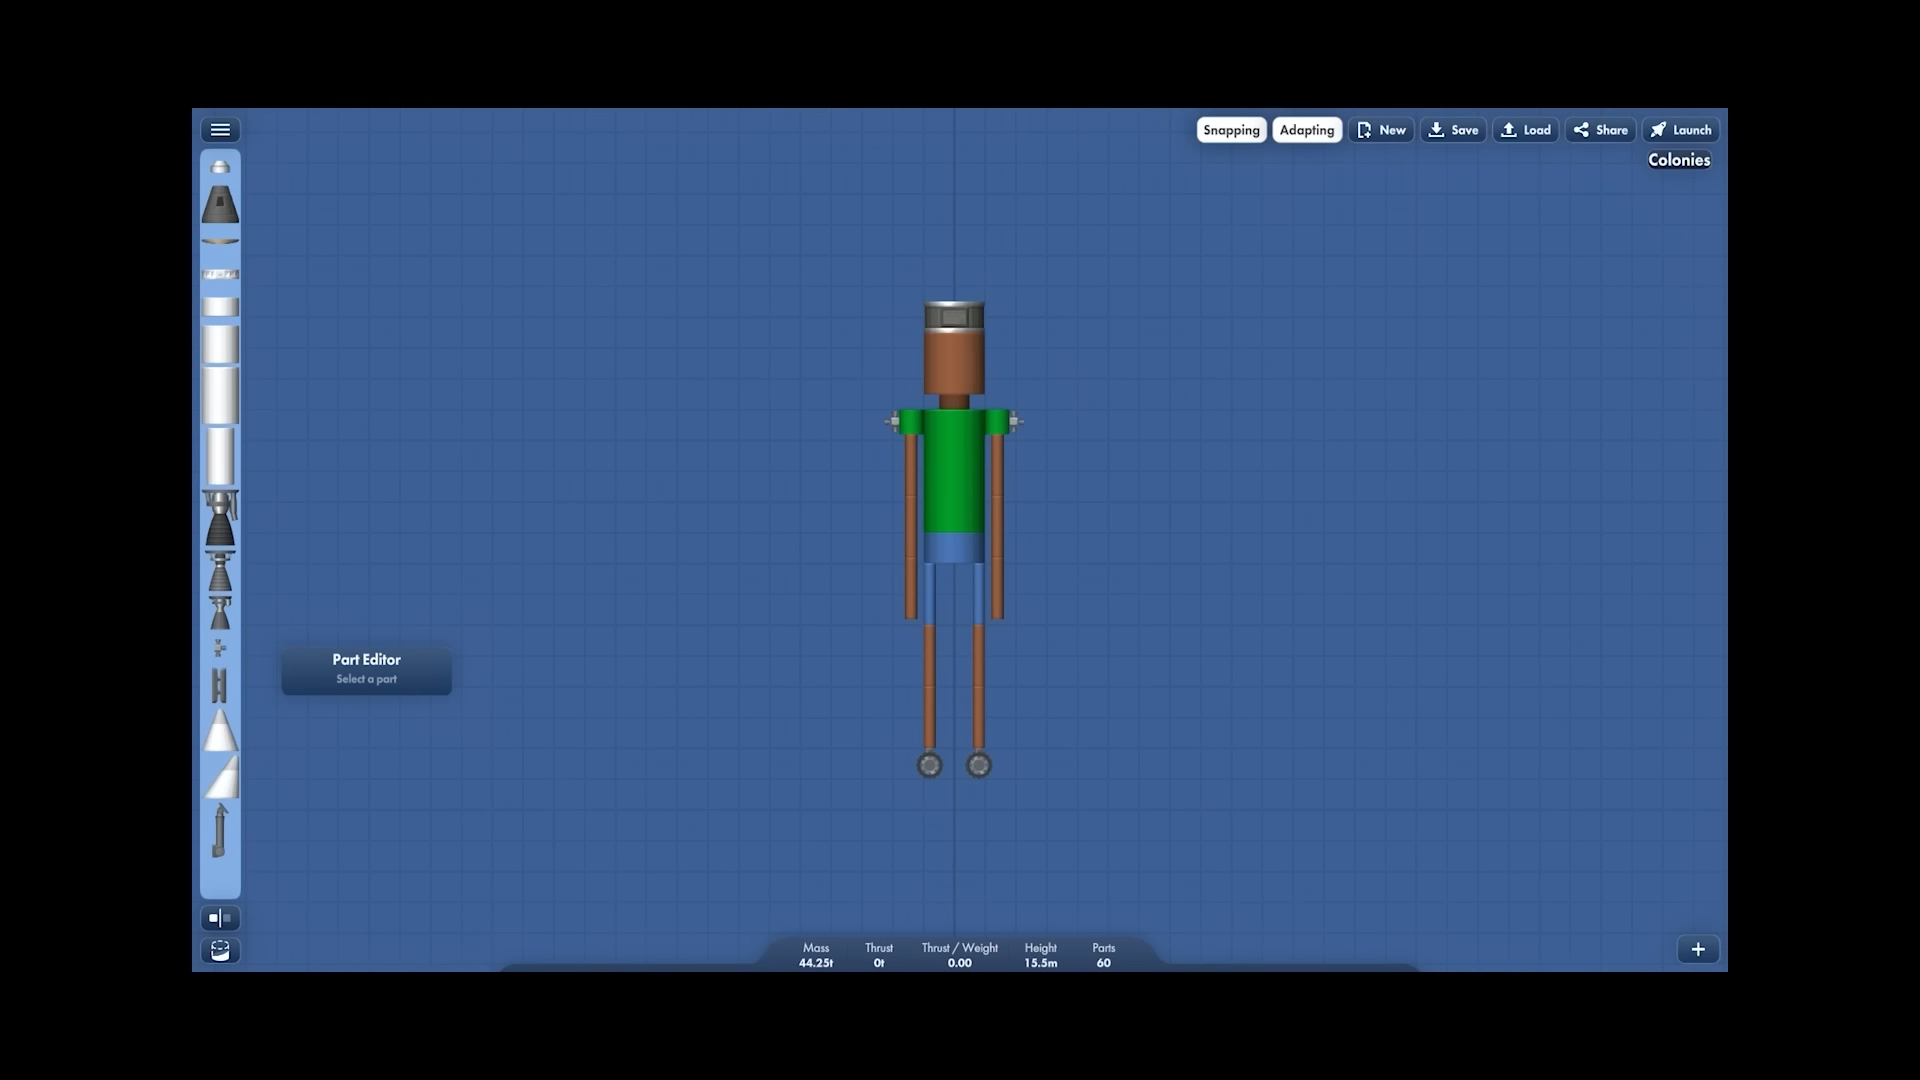 Snapping Adapting New Save Load Share Launch
Colonies
Part Editor
Select a part
Mass Thrust Thrust / Weight Height Parts
44.25t 0t 0.00 15.5m 60